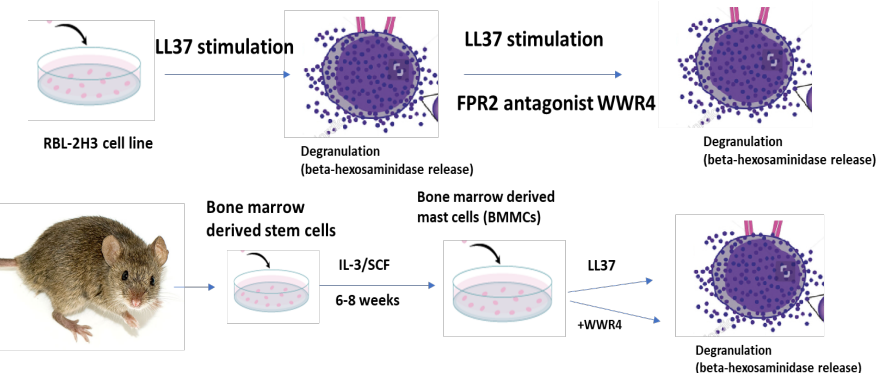 LL37 stimulation
LL37 stimulation
FPR2 antagonist WWR4
RBL-2H3 cell line
Degranulation
(beta-hexosaminidase release)
Degranulation
(beta-hexosaminidase release)
Bone marrow
derived stem cells
Bone marrow derived
mast cells (BMMCs)
IL-3/SCF
6-8 weeks
LL37
+WWR4
Degranulation
(beta-hexosaminidase release)